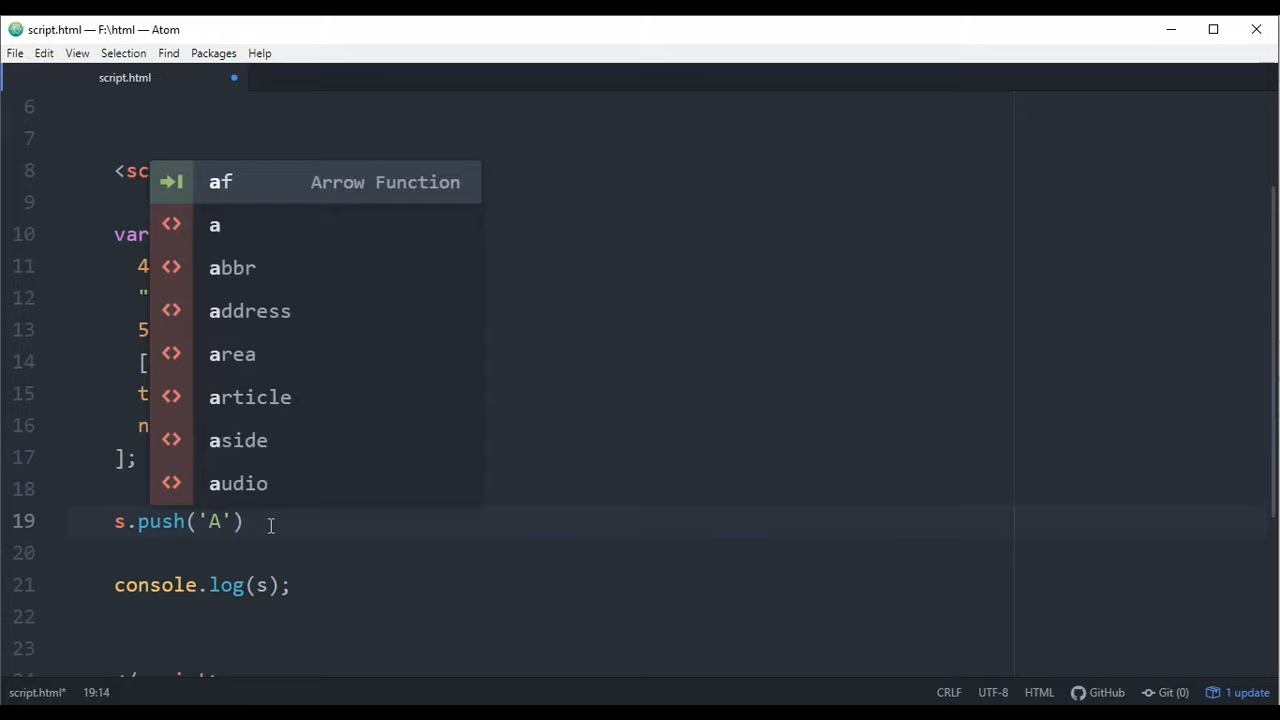 script.html — F:\html — Atom
File Edit View Selection Find Packages Help
script.html
6
7
8 <sc
9
10 var
11 4
12 "
13 5
14 [
15 t
16 n
17 ];
18
af Arrow Function
a
abbr
address
area
article
aside
audio
19 s.push('A')
20
21 console.log(s);
22
23
script.html* 19:14 CRLF UTF-8 HTML GitHub Git (0) 1 update